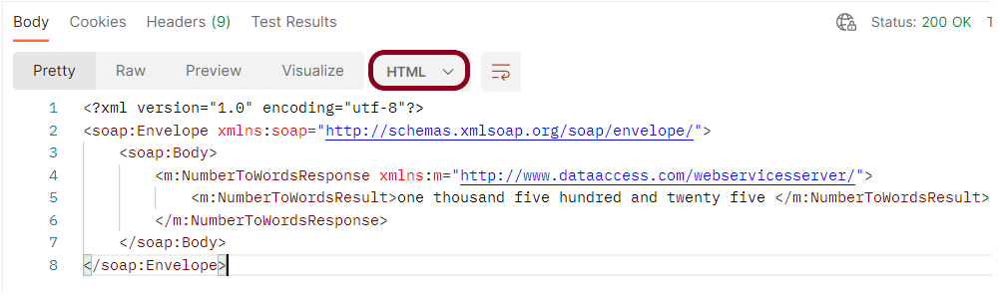 Body Cookies Headers (9) Test Results Status: 200 OK
Pretty Raw Preview Visualize HTML
1 <?xml version="1.0" encoding="utf-8"?>
2 <soap:Envelope xmlns:soap="http://schemas.xmlsoap.org/soap/envelope/">
3 <soap:Body>
4 <m:NumberToWordsResponse xmlns:m="http://www.dataaccess.com/webservicesserver/">
5 <m:NumberToWordsResult>one thousand five hundred and twenty five </m:NumberToWordsResult>
6 </m:NumberToWordsResponse>
7 </soap:Body>
8 </soap:Envelope>